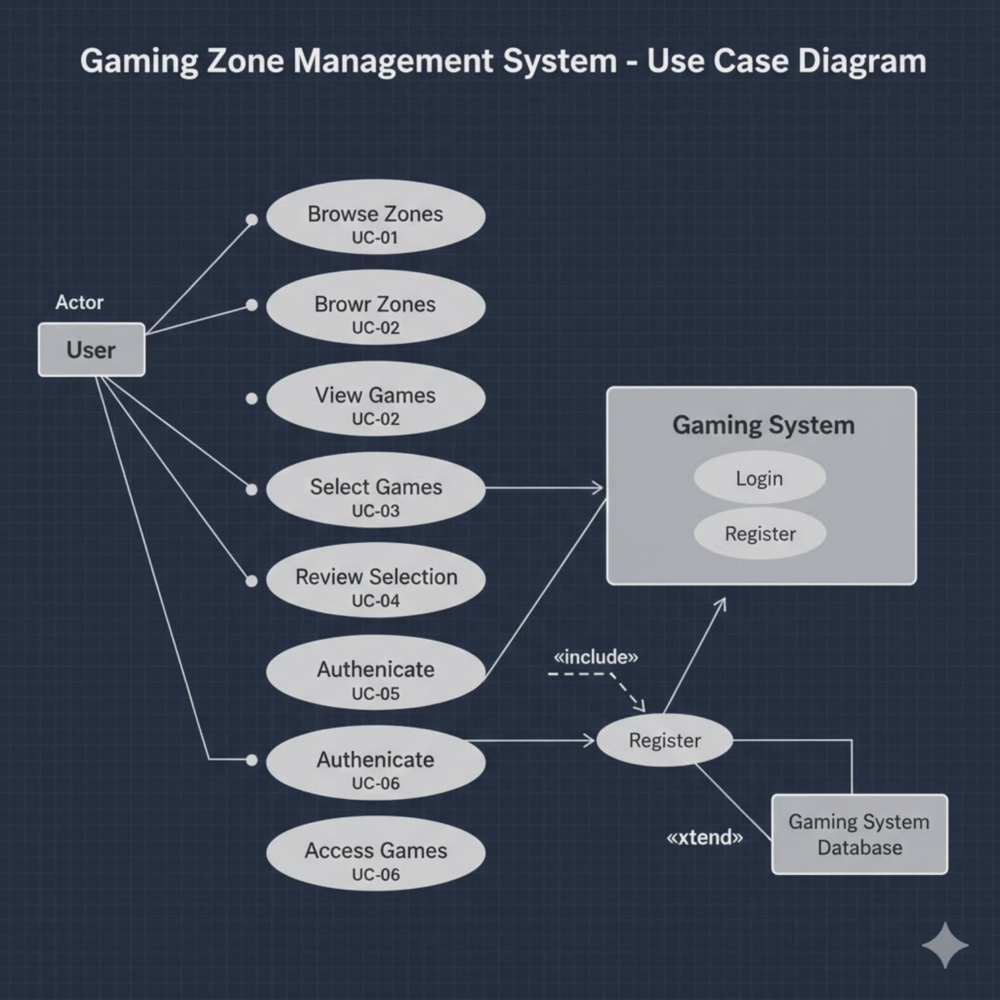 Gaming Zone Management System - Use Case Diagram
Browse Zones
UC-01
Actor
User
Browr Zones
UC-02
View Games
UC-02
Select Games
UC-03
Review Selection
UC-04
Authenicate
UC-05
Authenicate
UC-06
Access Games
UC-06
Gaming System
Login
Register
«include»
Register
«xtend»
Gaming System
Database